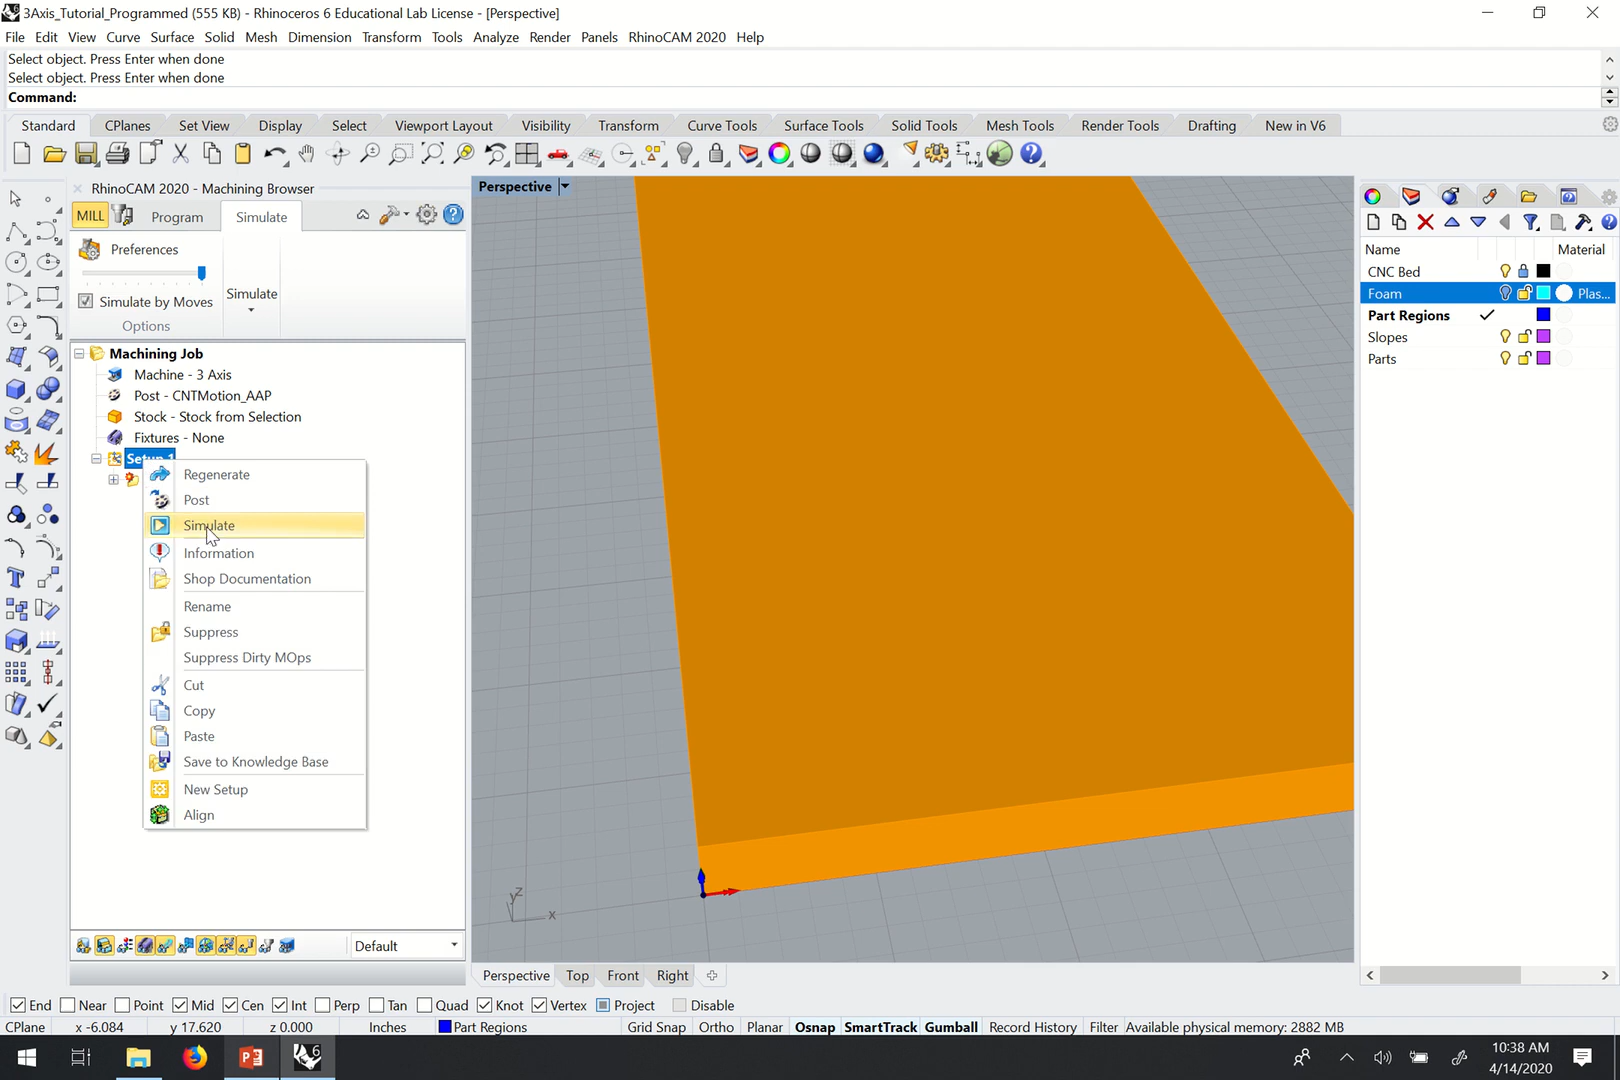 3Axis_Tutorial_Programmed (555 KB) - Rhinoceros 6 Educational Lab License - [Perspective]
File Edit View Curve Surface Solid Mesh Dimension Transform Tools Analyze Render Panels RhinoCAM 2020 Help
Select object. Press Enter when done
Select object. Press Enter when done
Command:
Standard CPlanes Set View Display Select Viewport Layout Visibility Transform Curve Tools Surface Tools Solid Tools Mesh Tools Render Tools Drafting New in V6
RhinoCAM 2020 - Machining Browser
MILL Program Simulate
Preferences
Simulate by Moves
Options
Simulate
Machining Job
Machine - 3 Axis
Post - CNTMotion_AAP
Stock - Stock from Selection
Fixtures - None
Setup 1
Regenerate
Post
Simulate
Information
Shop Documentation
Rename
Suppress
Suppress Dirty MOps
Cut
Copy
Paste
Save to Knowledge Base
New Setup
Align
Default
Perspective
z
y
x
Perspective Top Front Right
Name Material
CNC Bed
Foam Plas...
Part Regions
Slopes
Parts
End Near Point Mid Cen Int Perp Tan Quad Knot Vertex Project Disable
CPlane x -6.084 y 17.620 z 0.000 Inches Part Regions Grid Snap Ortho Planar Osnap SmartTrack Gumball Record History Filter Available physical memory: 2882 MB
10:38 AM
4/14/2020